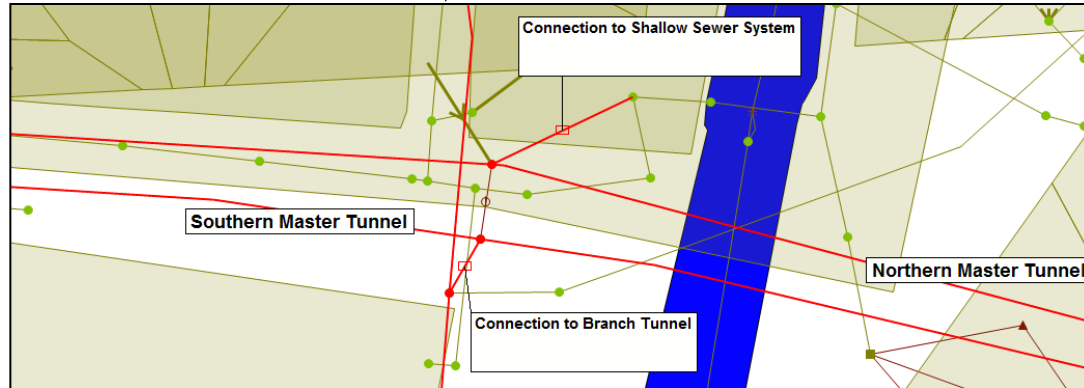 Connection to Shallow Sewer System
Southern Master Tunnel
Northern Master Tunnel
Connection to Branch Tunnel